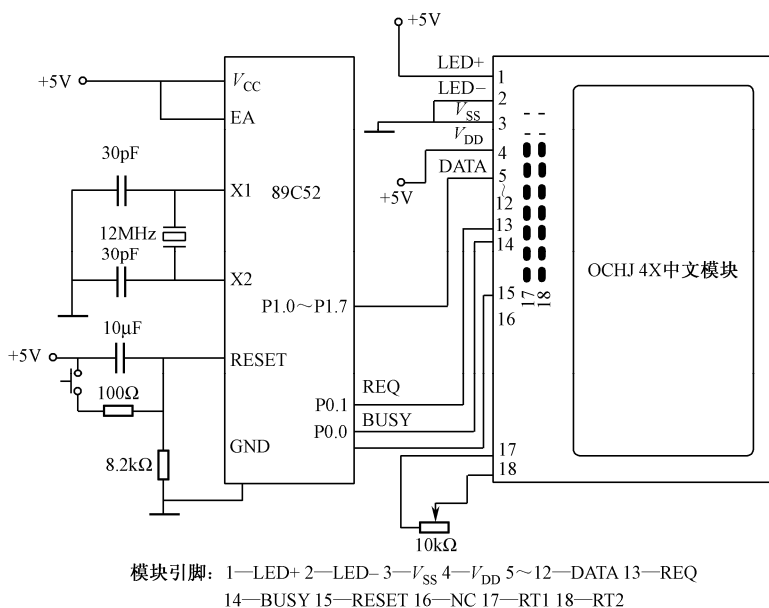 +5V
LED+
1
+5V
VCC
LED–
2
VSS
3
EA
VDD
4
30pF
DATA
5
+5V
～
12
X1
89C52
13
12MHz
14
30pF
OCHJ 4X中文模块
X2
15
17
18
P1.0～P1.7
16
10μF
+5V
RESET
100Ω
REQ
P0.1
BUSY
P0.0
GND
17
8.2kΩ
18
10kΩ
模块引脚：1—LED+ 2—LED– 3—VSS 4—VDD 5～12—DATA 13—REQ
14—BUSY 15—RESET 16—NC 17—RT1 18—RT2